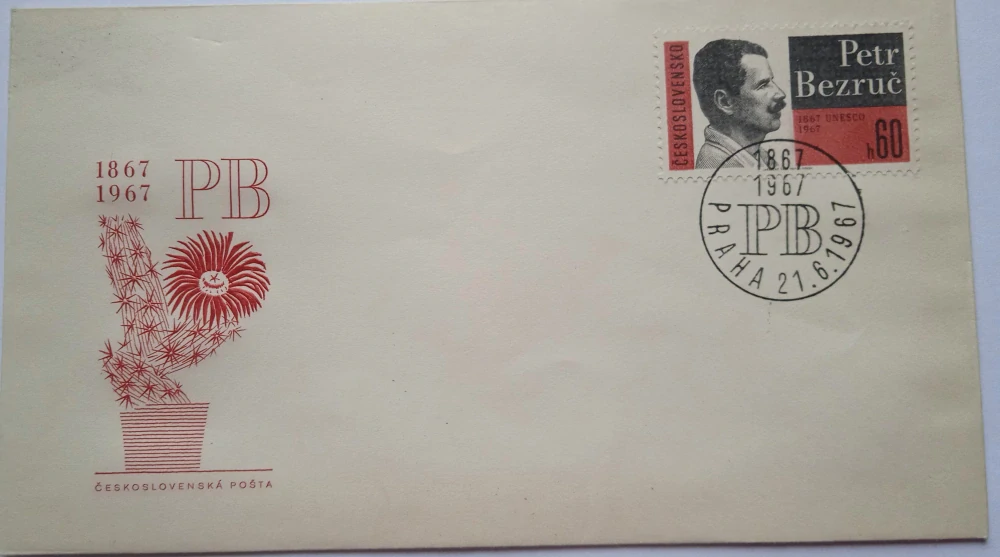 1867
1967
PB
ČESKOSLOVENSKÁ POŠTA
ČESKOSLOVENSKO
Petr
Bezruč
1867 UNESCO
1967
h60
1867
1967
PB
PRAHA 21.6.1967